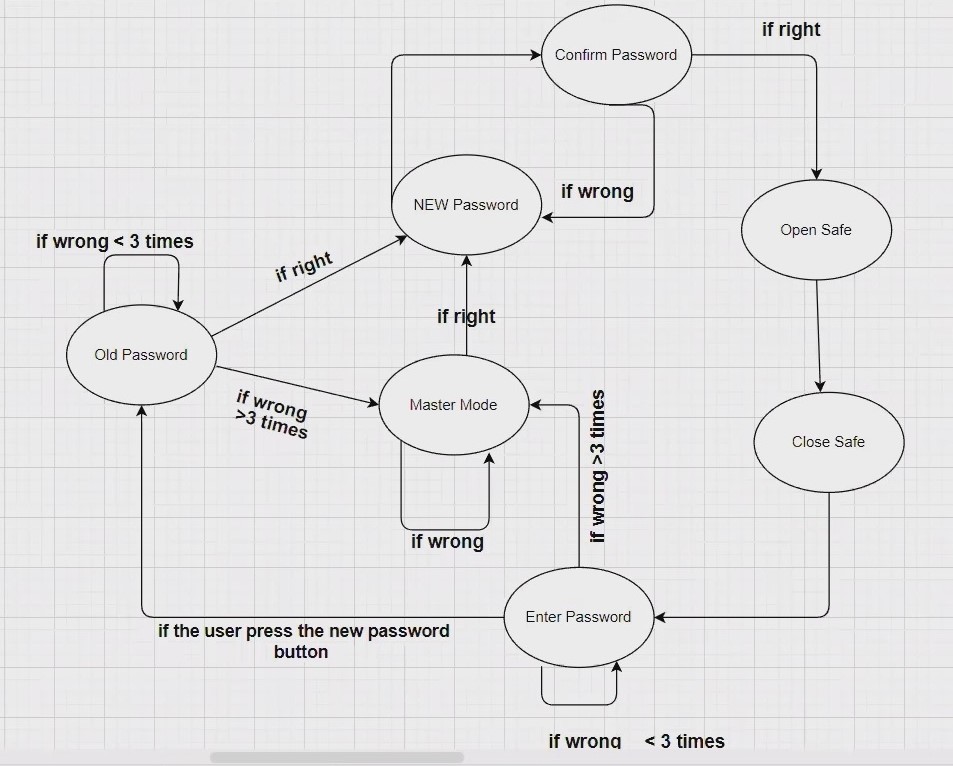 if right
Confirm Password
if wrong
NEW Password
Open Safe
if wrong < 3 times
if right
if right
Old Password
if wrong
>3 times
Master Mode
if wrong >3 times
Close Safe
if wrong
Enter Password
if the user press the new password
button
if wrong < 3 times